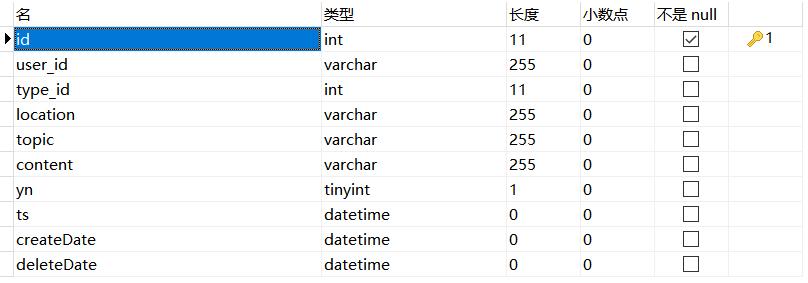 名 类型 长度 小数点 不是 null
id int 11 0 1
user_id varchar 255 0
type_id int 11 0
location varchar 255 0
topic varchar 255 0
content varchar 255 0
yn tinyint 1 0
ts datetime 0 0
createDate datetime 0 0
deleteDate datetime 0 0